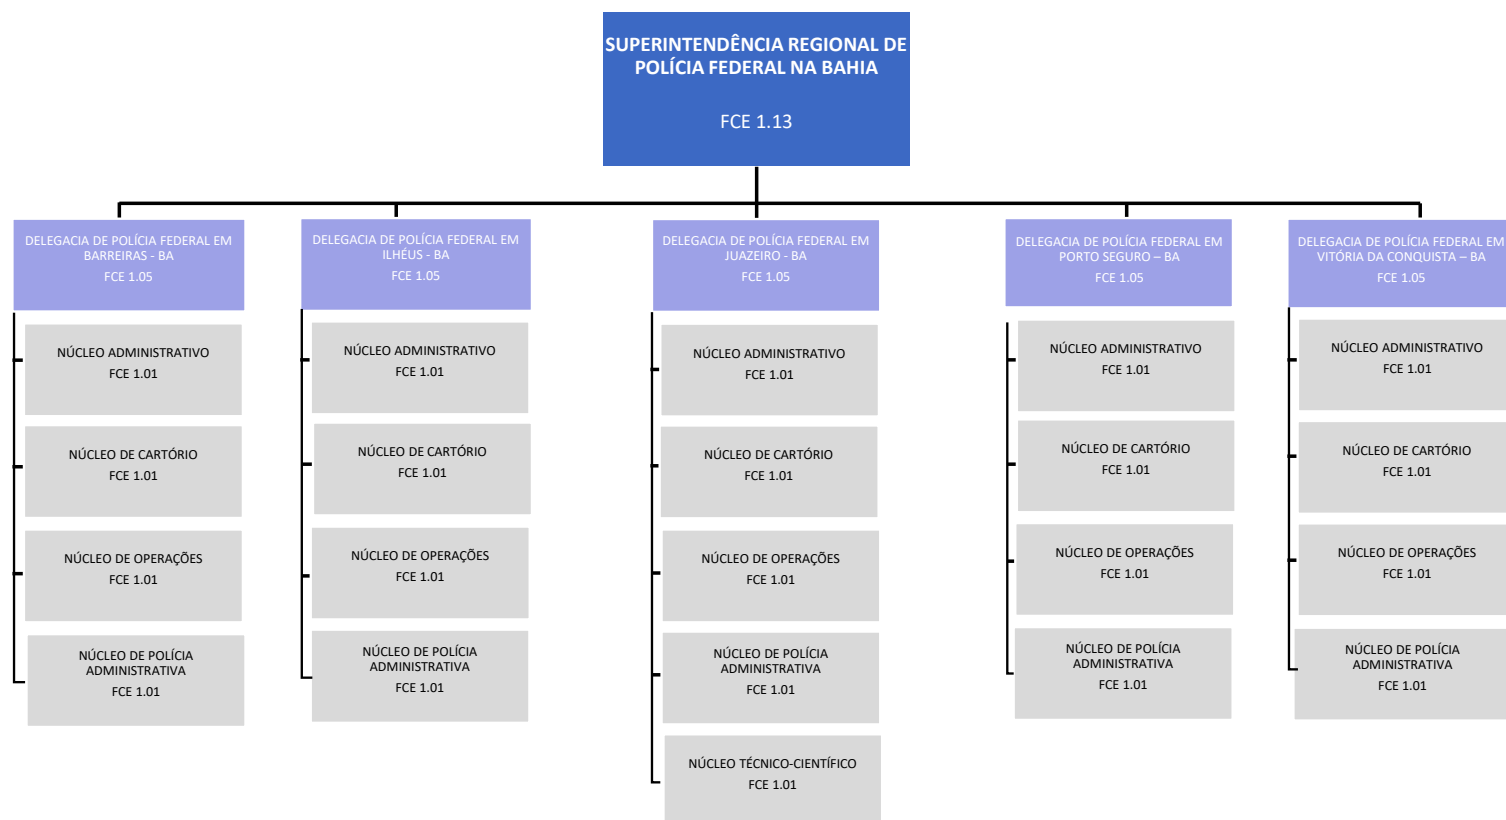 SUPERINTENDÊNCIA REGIONAL DE
POLÍCIA FEDERAL NA BAHIA
FCE 1.13
DELEGACIA DE POLÍCIA FEDERAL EM
BARREIRAS - BA
FCE 1.05
NÚCLEO ADMINISTRATIVO
FCE 1.01
NÚCLEO DE CARTÓRIO
FCE 1.01
NÚCLEO DE OPERAÇÕES
FCE 1.01
NÚCLEO DE POLÍCIA
ADMINISTRATIVA
FCE 1.01
DELEGACIA DE POLÍCIA FEDERAL EM
ILHÉUS - BA
FCE 1.05
NÚCLEO ADMINISTRATIVO
FCE 1.01
NÚCLEO DE CARTÓRIO
FCE 1.01
NÚCLEO DE OPERAÇÕES
FCE 1.01
NÚCLEO DE POLÍCIA
ADMINISTRATIVA
FCE 1.01
DELEGACIA DE POLÍCIA FEDERAL EM
JUAZEIRO - BA
FCE 1.05
NÚCLEO ADMINISTRATIVO
FCE 1.01
NÚCLEO DE CARTÓRIO
FCE 1.01
NÚCLEO DE OPERAÇÕES
FCE 1.01
NÚCLEO DE POLÍCIA
ADMINISTRATIVA
FCE 1.01
NÚCLEO TÉCNICO-CIENTÍFICO
FCE 1.01
DELEGACIA DE POLÍCIA FEDERAL EM
PORTO SEGURO – BA
FCE 1.05
NÚCLEO ADMINISTRATIVO
FCE 1.01
NÚCLEO DE CARTÓRIO
FCE 1.01
NÚCLEO DE OPERAÇÕES
FCE 1.01
NÚCLEO DE POLÍCIA
ADMINISTRATIVA
FCE 1.01
DELEGACIA DE POLÍCIA FEDERAL EM
VITÓRIA DA CONQUISTA – BA
FCE 1.05
NÚCLEO ADMINISTRATIVO
FCE 1.01
NÚCLEO DE CARTÓRIO
FCE 1.01
NÚCLEO DE OPERAÇÕES
FCE 1.01
NÚCLEO DE POLÍCIA
ADMINISTRATIVA
FCE 1.01